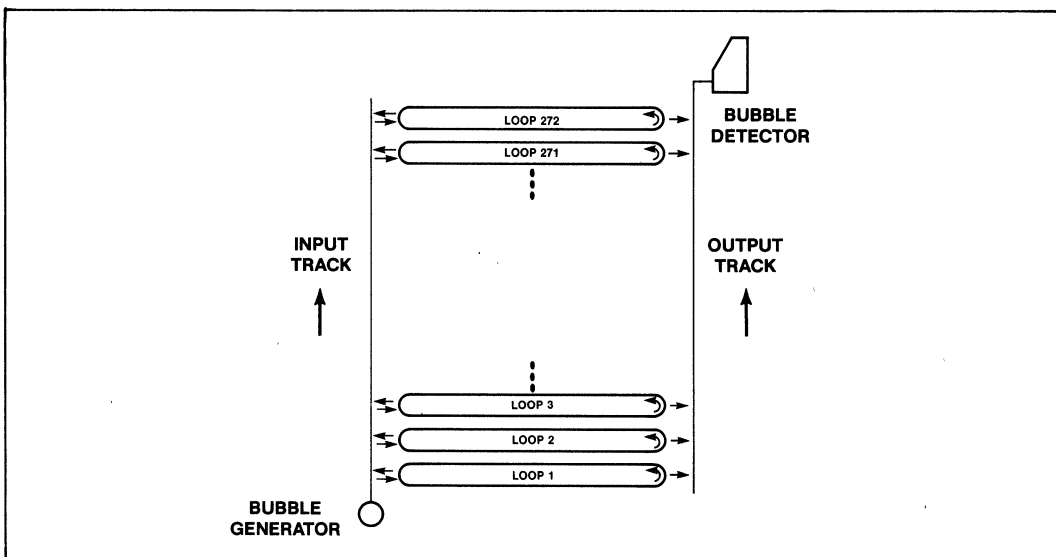 BUBBLE
DETECTOR
LOOP 272
LOOP 271
INPUT
TRACK
OUTPUT
TRACK
LOOP 3
LOOP 2
LOOP 1
BUBBLE
GENERATOR